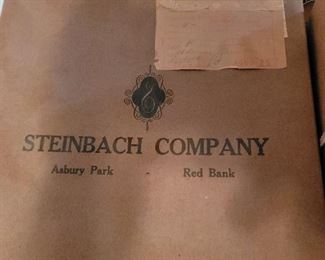 STEINBACH COMPANY
Asbury Park Red Bank